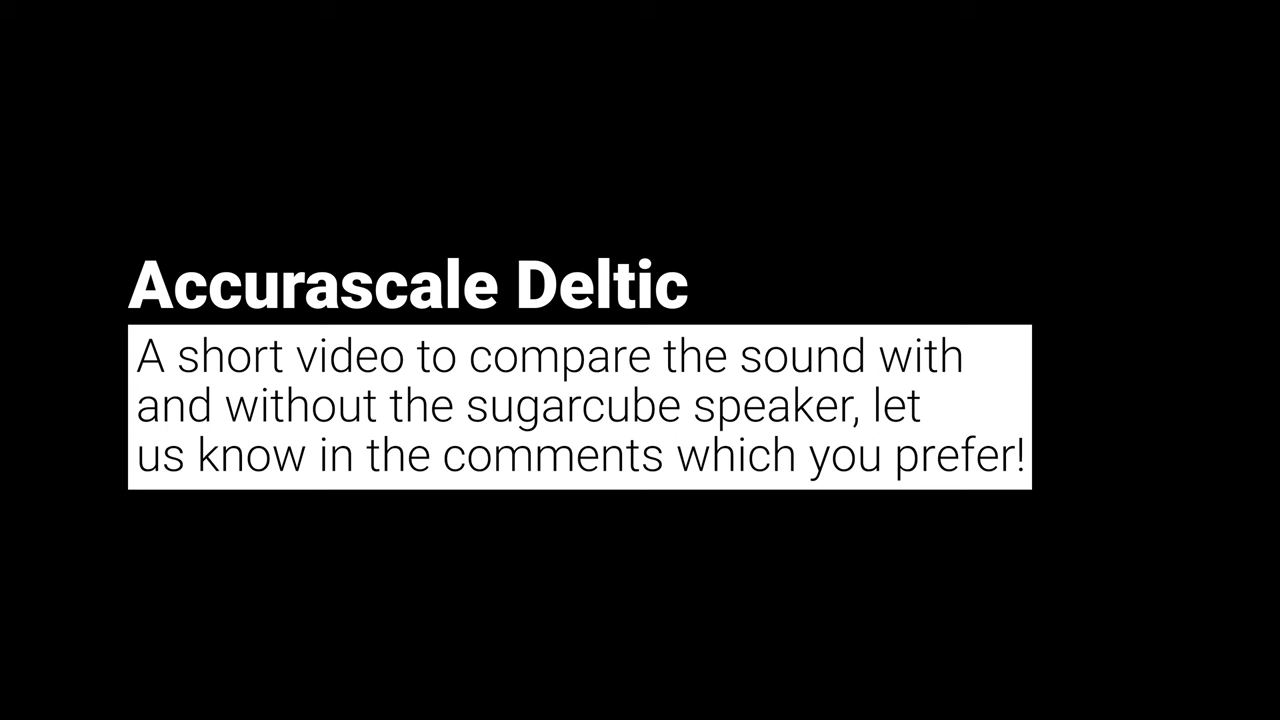 Accurascale Deltic
A short video to compare the sound with
and without the sugarcube speaker, let
us know in the comments which you prefer!